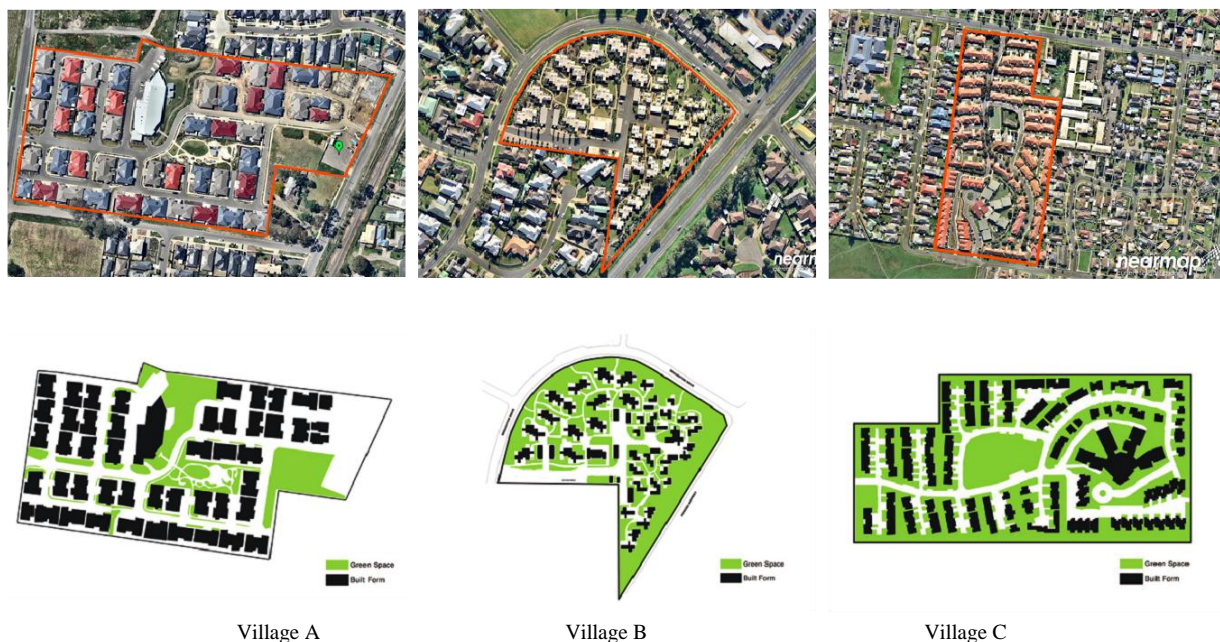 nearmap
nearmap
Green Space
Built Form
Green Space
Built Form
Green Space
Built Form
Village A
Village B
Village C